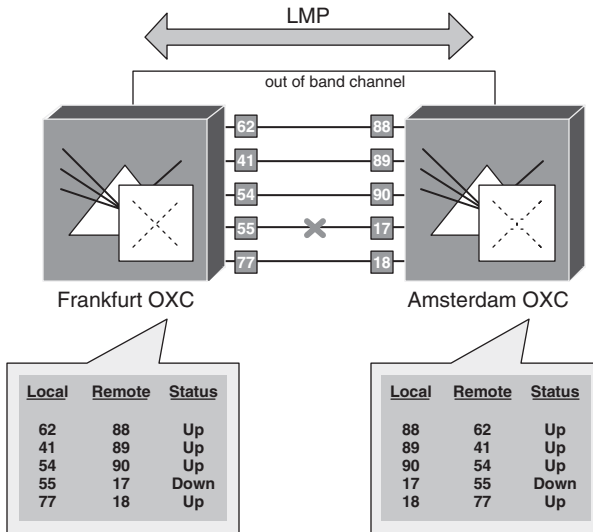 LMP
out of band channel
62 88
41 89
54 90
55 17
77 18
Frankfurt OXC Amsterdam OXC
Local Remote Status
62 88 Up
41 89 Up
54 90 Up
55 17 Down
77 18 Up
Local Remote Status
88 62 Up
89 41 Up
90 54 Up
17 55 Down
18 77 Up